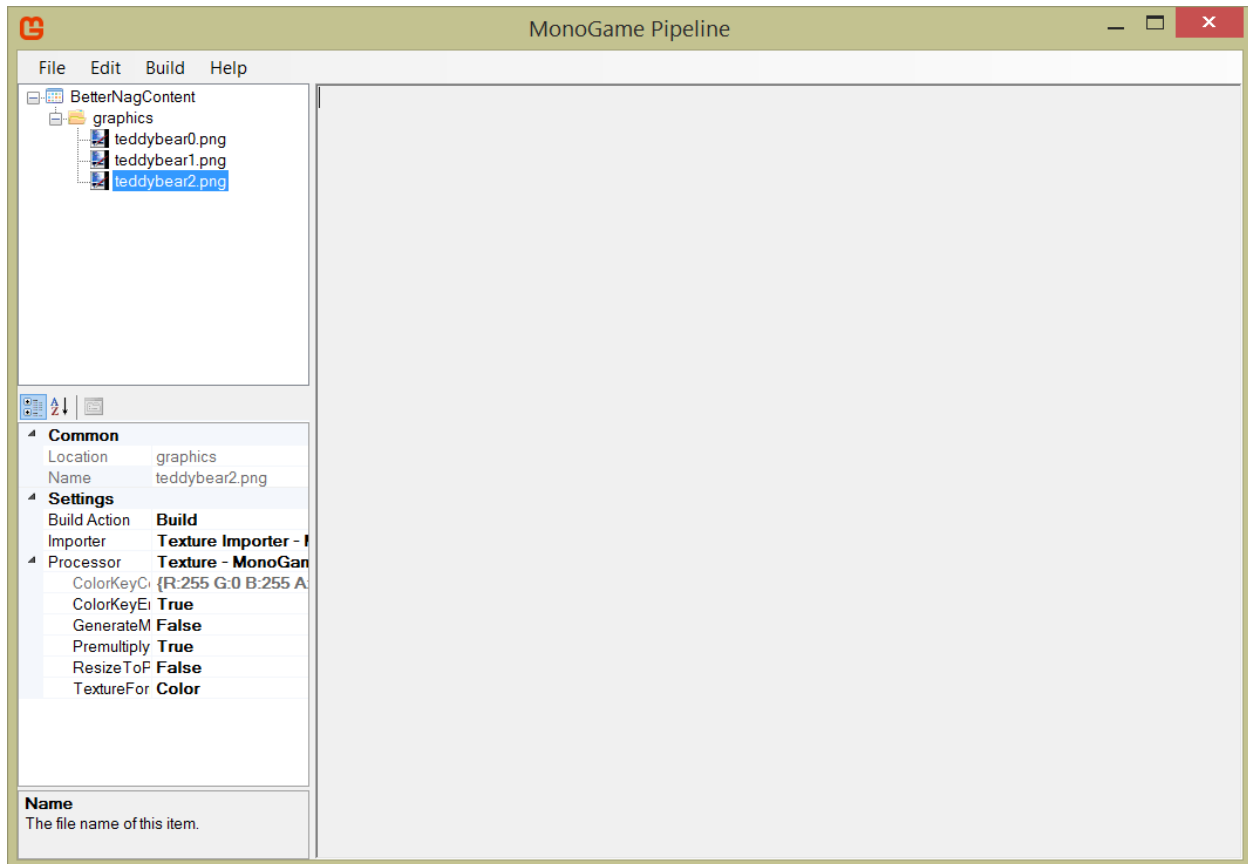 MonoGame Pipeline
File Edit Build Help
BetterNagContent
graphics
teddybear0.png
teddybear1.png
teddybear2.png
Common
Location graphics
Name teddybear2.png
Settings
Build Action Build
Importer Texture Importer -
Processor Texture - MonoGam
ColorKeyC {R:255 G:0 B:255 A:
ColorKeyE True
GenerateM False
Premultiply True
ResizeToP False
TextureFor Color
Name
The file name of this item.